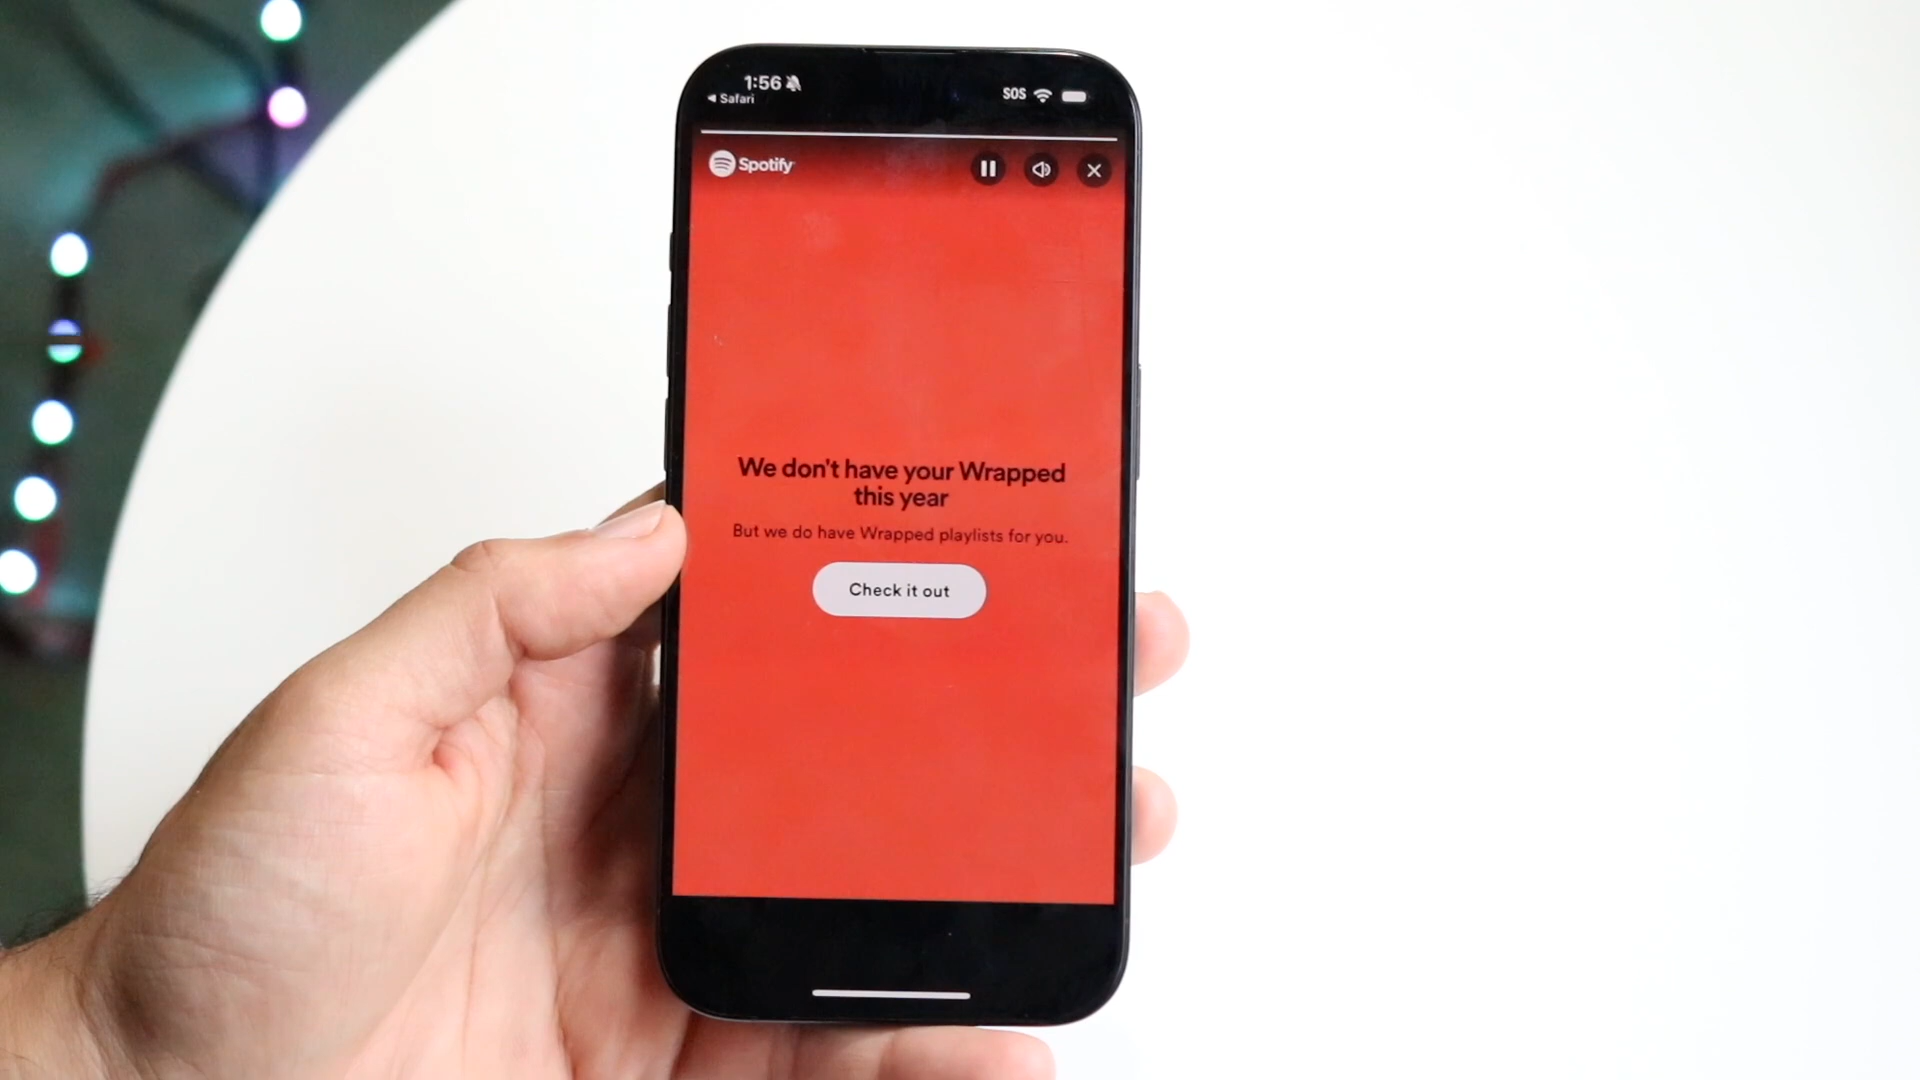 1:56
SOS
Safari
Spotify
We don't have your Wrapped
this year
But we do have Wrapped playlists for you.
Check it out